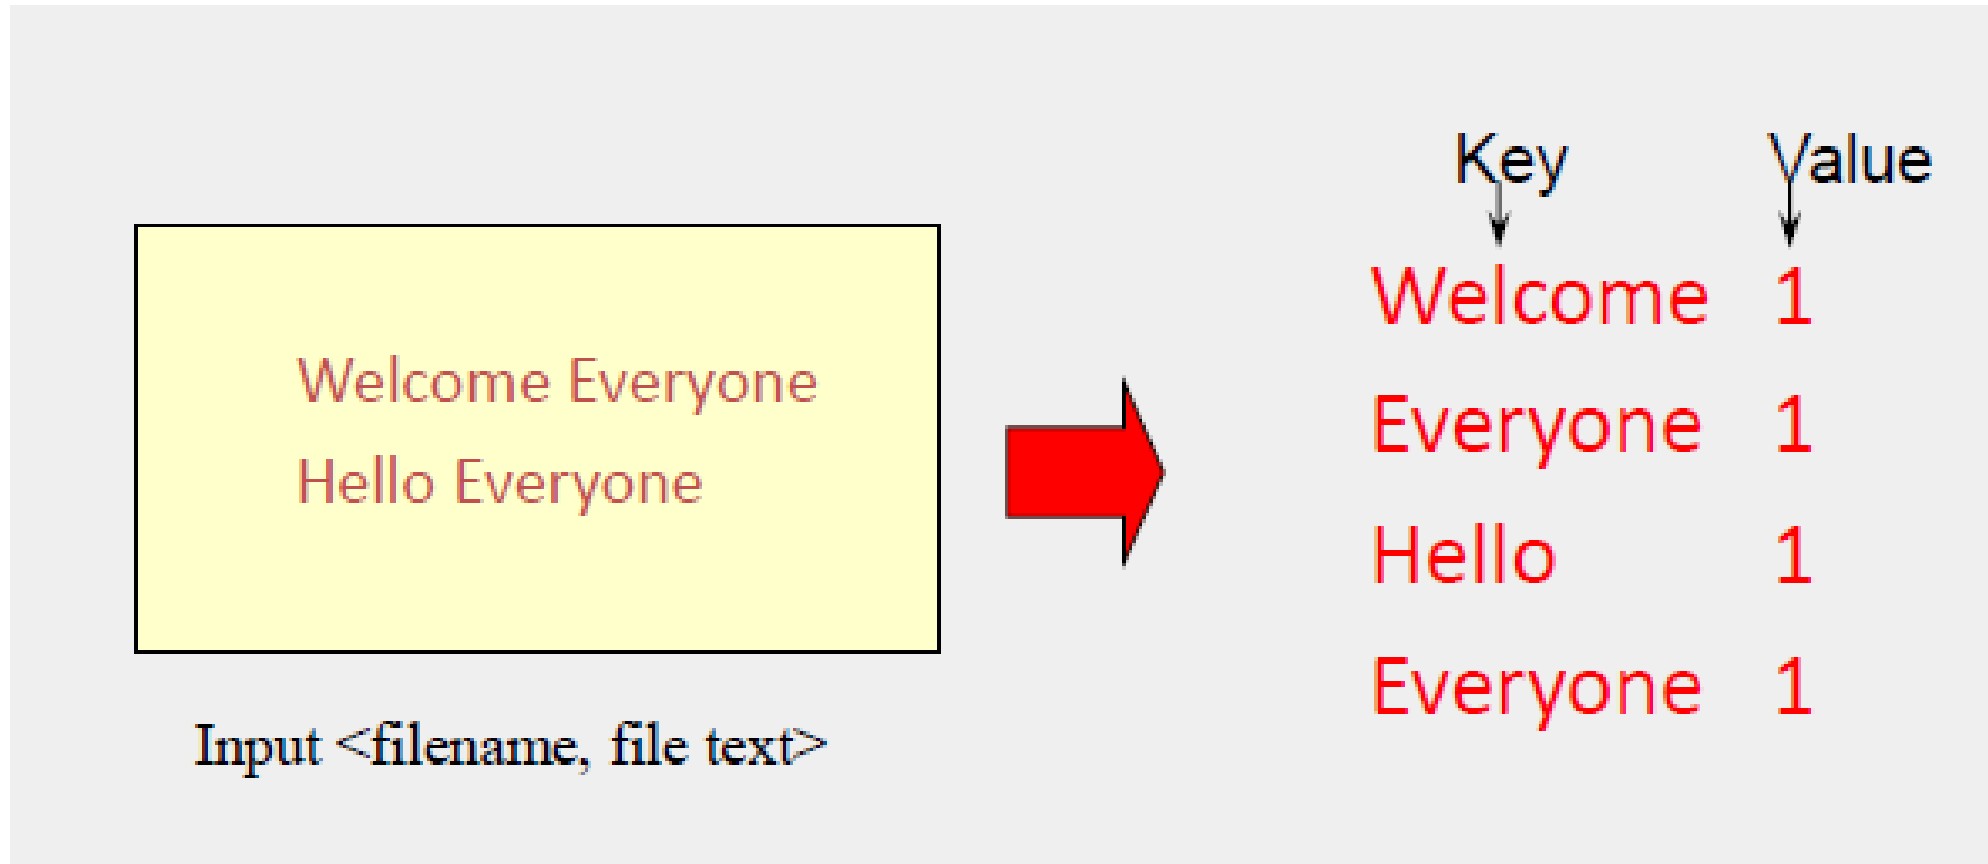 Welcome Everyone
Hello Everyone
Input <filename, file text>
Key Value
Welcome 1
Everyone 1
Hello 1
Everyone 1